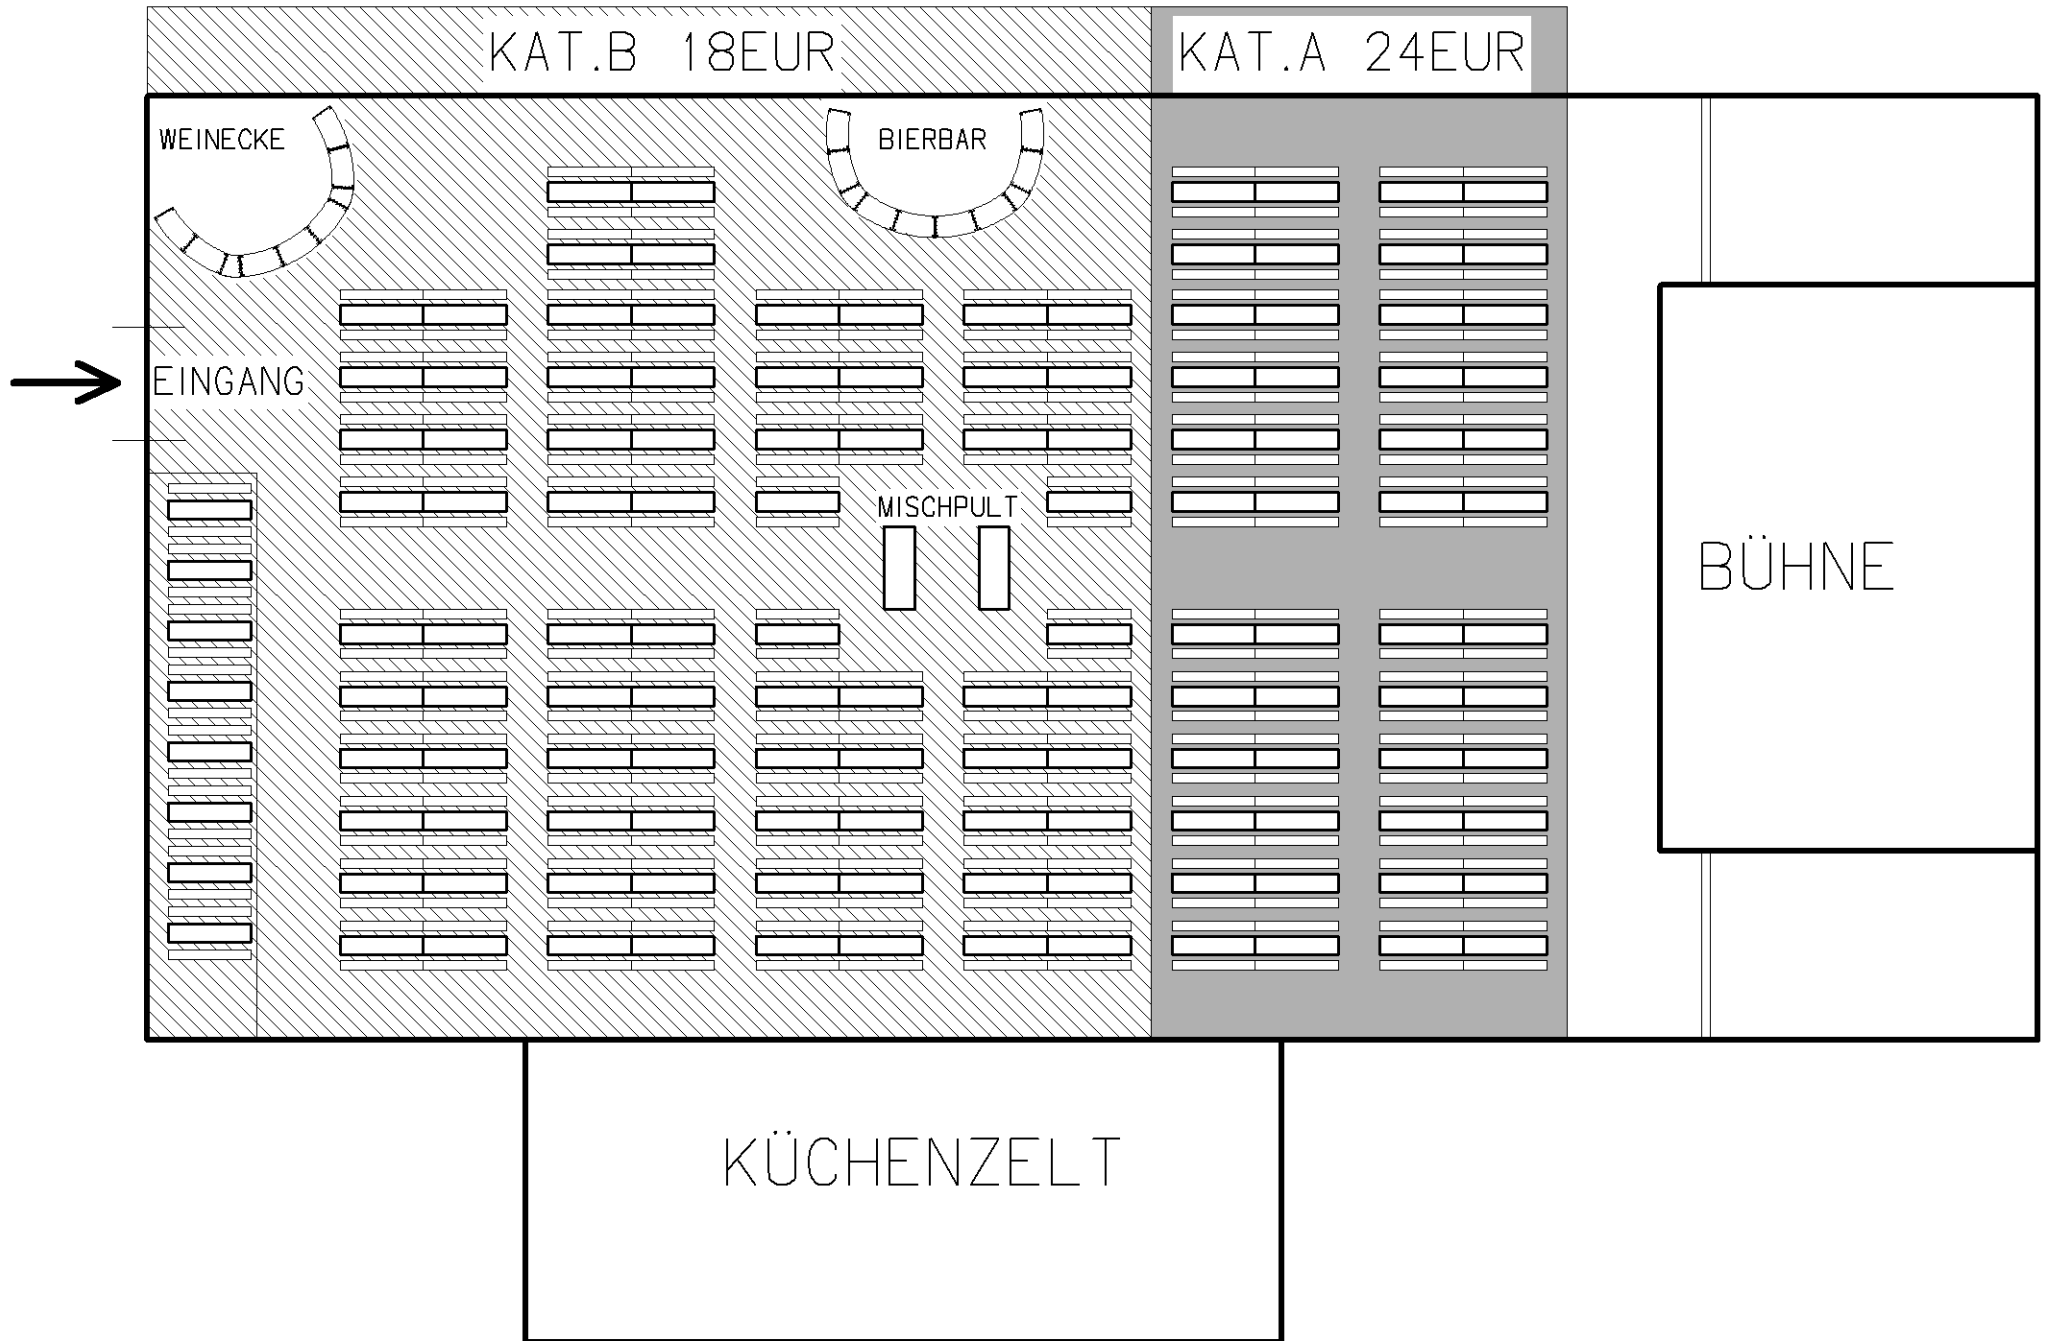 KAT.B 18EUR
KAT.A 24EUR
WEINECKE
BIERBAR
EINGANG
MISCHPULT
BÜHNE
KÜCHENZELT